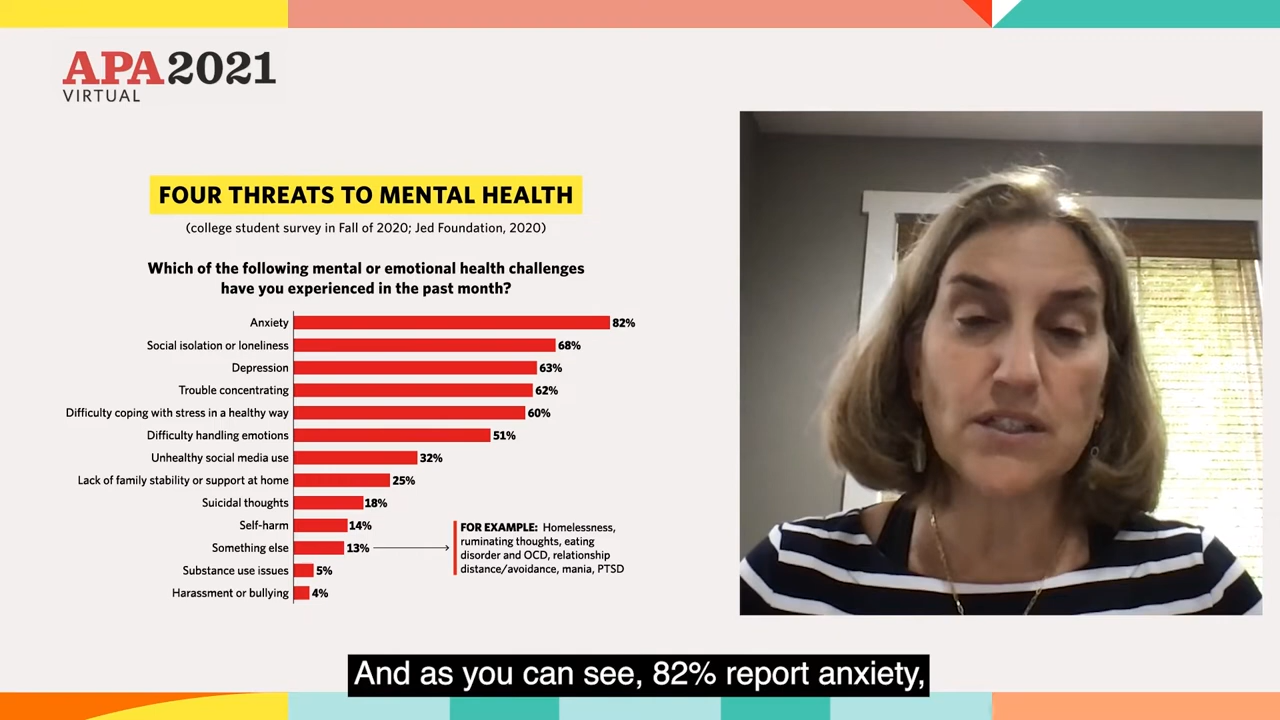 APA2021
VIRTUAL
FOUR THREATS TO MENTAL HEALTH
(college student survey in Fall of 2020; Jed Foundation, 2020)
Which of the following mental or emotional health challenges
have you experienced in the past month?
Anxiety 82%
Social isolation or loneliness 68%
Depression 63%
Trouble concentrating 62%
Difficulty coping with stress in a healthy way 60%
Difficulty handling emotions 51%
Unhealthy social media use 32%
Lack of family stability or support at home 25%
Suicidal thoughts 18%
Self-harm 14%
Something else 13%
FOR EXAMPLE: Homelessness,
ruminating thoughts, eating
disorder and OCD, relationship
distance/avoidance, mania, PTSD
Substance use issues 5%
Harassment or bullying 4%
And as you can see, 82% report anxiety,